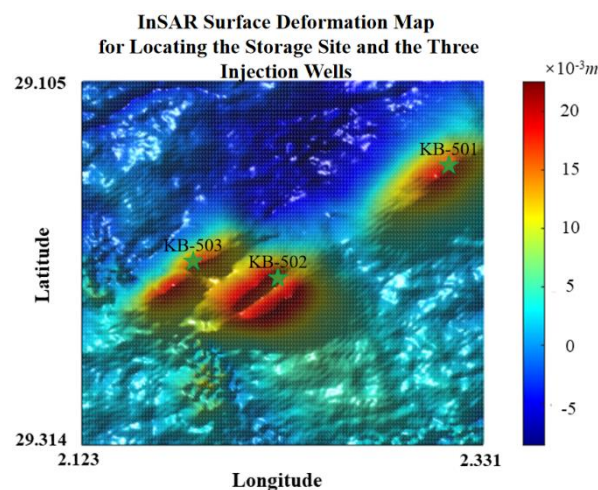 InSAR Surface Deformation Map
for Locating the Storage Site and the Three
Injection Wells
29.105
×10⁻³m
20
KB-501
15
10
KB-503
KB-502
Latitude
5
0
-5
29.314
2.123
2.331
Longitude